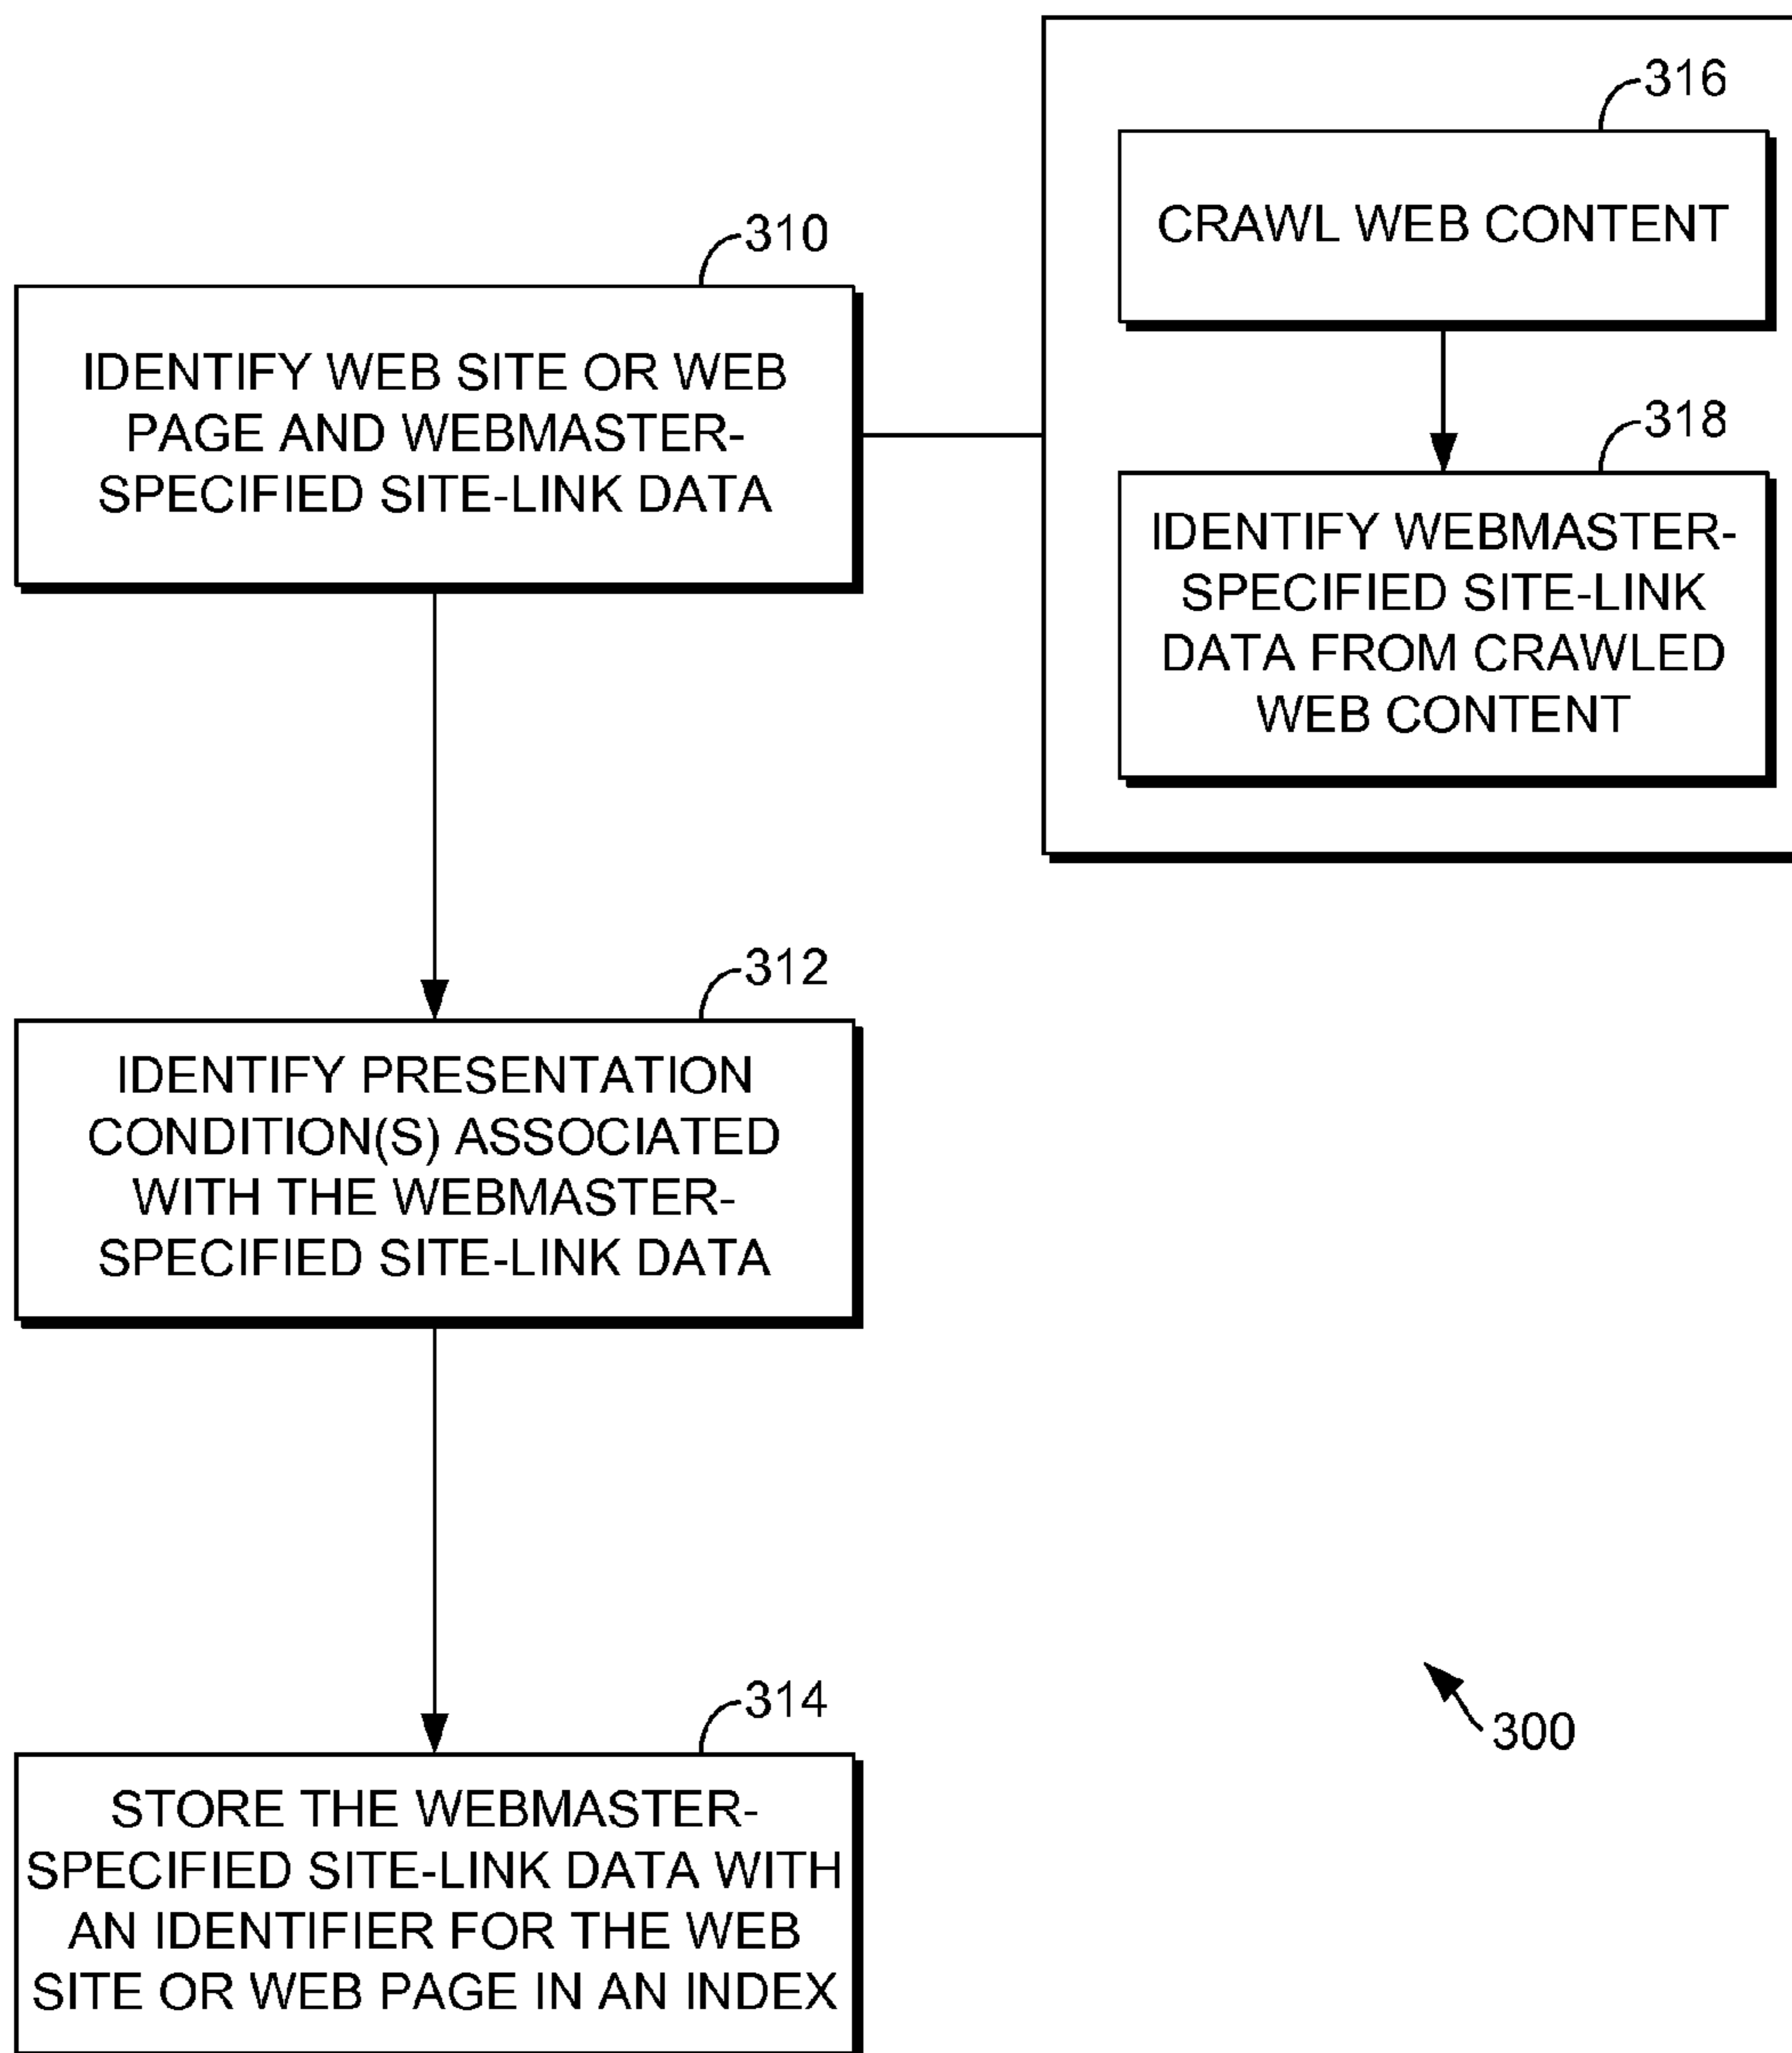 310
IDENTIFY WEB SITE OR WEB
PAGE AND WEBMASTER-
SPECIFIED SITE-LINK DATA
316
CRAWL WEB CONTENT
318
IDENTIFY WEBMASTER-
SPECIFIED SITE-LINK
DATA FROM CRAWLED
WEB CONTENT
312
IDENTIFY PRESENTATION
CONDITION(S) ASSOCIATED
WITH THE WEBMASTER-
SPECIFIED SITE-LINK DATA
314
STORE THE WEBMASTER-
SPECIFIED SITE-LINK DATA WITH
AN IDENTIFIER FOR THE WEB
SITE OR WEB PAGE IN AN INDEX
300